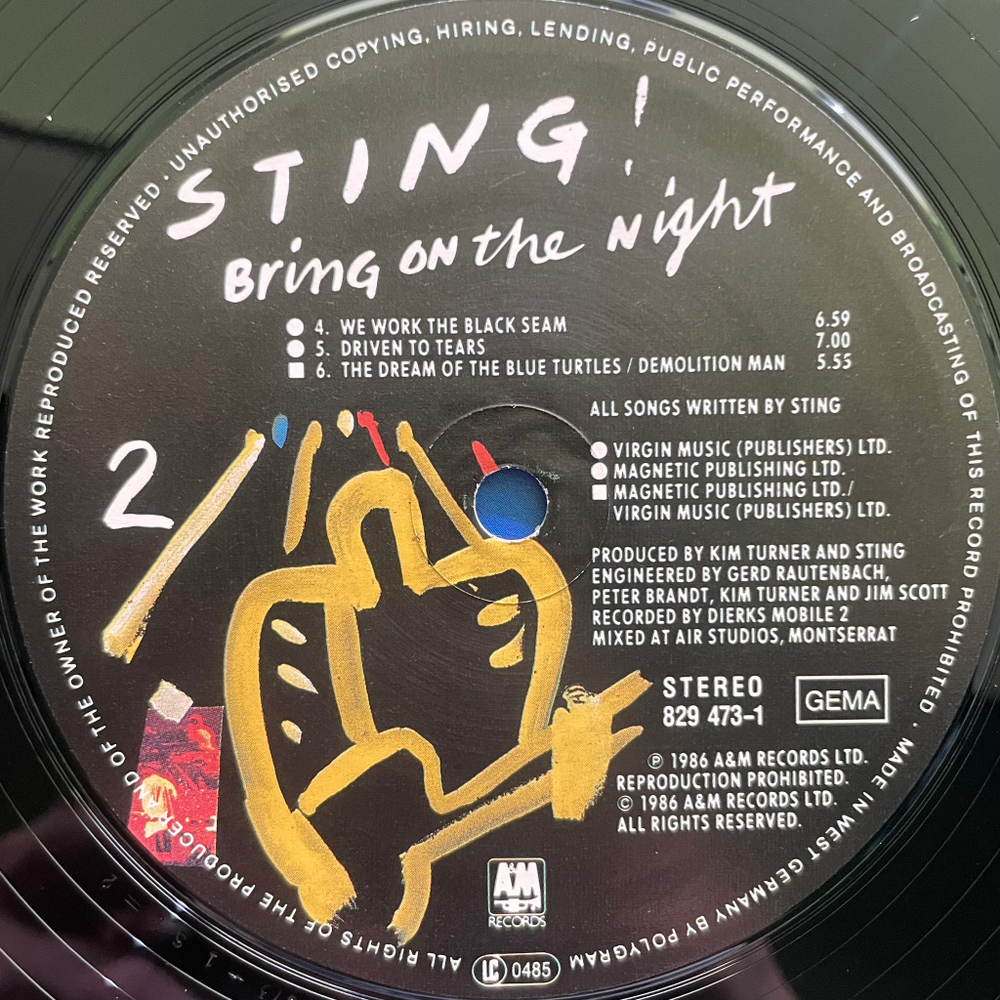 ALL RIGHTS OF THE PRODUCER AND OF THE OWNER OF THE WORK REPRODUCED RESERVED · UNAUTHORISED COPYING, HIRING, LENDING, PUBLIC PERFORMANCE AND BROADCASTING OF THIS RECORD PROHIBITED · MADE IN WEST GERMANY BY POLYGRAM
STING!
Bring on the Night
4. WE WORK THE BLACK SEAM 6.59
5. DRIVEN TO TEARS 7.00
6. THE DREAM OF THE BLUE TURTLES / DEMOLITION MAN 5.55
ALL SONGS WRITTEN BY STING
2
VIRGIN MUSIC (PUBLISHERS) LTD.
MAGNETIC PUBLISHING LTD.
MAGNETIC PUBLISHING LTD./
VIRGIN MUSIC (PUBLISHERS) LTD.
PRODUCED BY KIM TURNER AND STING
ENGINEERED BY GERD RAUTENBACH,
PETER BRANDT, KIM TURNER AND JIM SCOTT
RECORDED BY DIERKS MOBILE 2
MIXED AT AIR STUDIOS, MONTSERRAT
STEREO
829 473-1
GEMA
℗ 1986 A&M RECORDS LTD.
REPRODUCTION PROHIBITED.
© 1986 A&M RECORDS LTD.
ALL RIGHTS RESERVED.
A&M
RECORDS
LC 0485